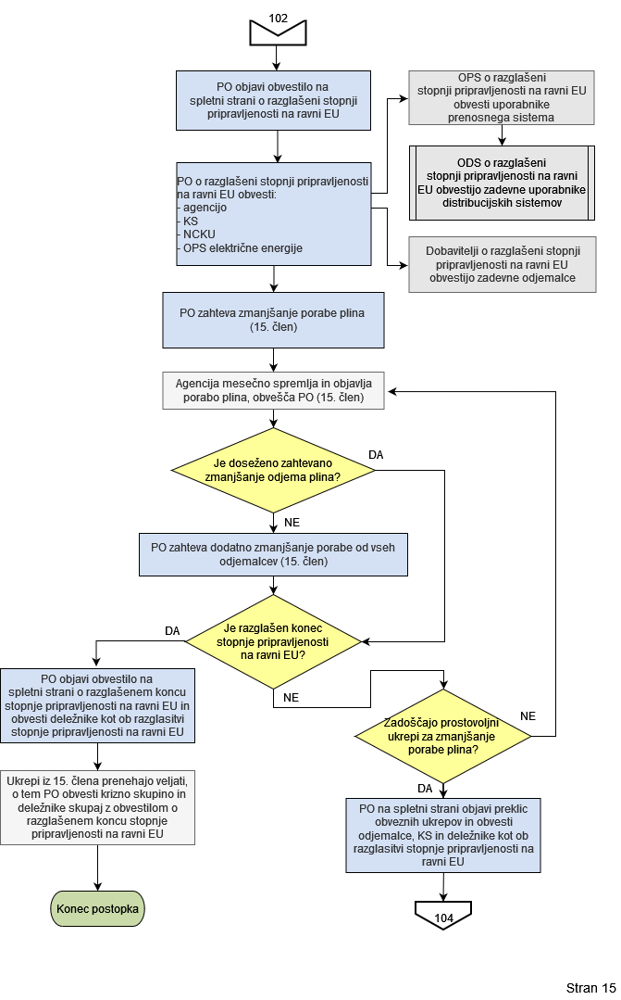 102
PO objavi obvestilo na
spletni strani o razglašeni stopnji
pripravljenosti na ravni EU
OPS o razglašeni
stopnji pripravljenosti na ravni EU
obvesti uporabnike
prenosnega sistema
PO o razglašeni stopnji pripravljenosti
na ravni EU obvesti:
- agencijo
- KS
- NCKU
- OPS električne energije
ODS o razglašeni
stopnji pripravljenosti na ravni
EU obvestijo zadevne uporabnike
distribucijskih sistemov
Dobavitelji o razglašeni stopnji
pripravljenosti na ravni EU
obvestijo zadevne odjemalce
PO zahteva zmanjšanje porabe plina
(15. člen)
Agencija mesečno spremlja in objavlja
porabo plina, obvešča PO (15. člen)
Je doseženo zahtevano
zmanjšanje odjema plina?
DA
NE
PO zahteva dodatno zmanjšanje porabe od vseh
odjemalcev (15. člen)
Je razglašen konec
stopnje pripravljenosti
na ravni EU?
DA
NE
PO objavi obvestilo na
spletni strani o razglašenem koncu
stopnje pripravljenosti na ravni EU in
obvesti deležnike kot ob razglasitvi
stopnje pripravljenosti na ravni EU
Zadoščajo prostovoljni
ukrepi za zmanjšanje
porabe plina?
NE
DA
Ukrepi iz 15. člena prenehajo veljati,
o tem PO obvesti krizno skupino in
deležnike skupaj z obvestilom o
razglašenem koncu stopnje
pripravljenosti na ravni EU
PO na spletni strani objavi preklic
obveznih ukrepov in obvesti
odjemalce, KS in deležnike kot ob
razglasitvi stopnje pripravljenosti na
ravni EU
Konec postopka
104
Stran 15